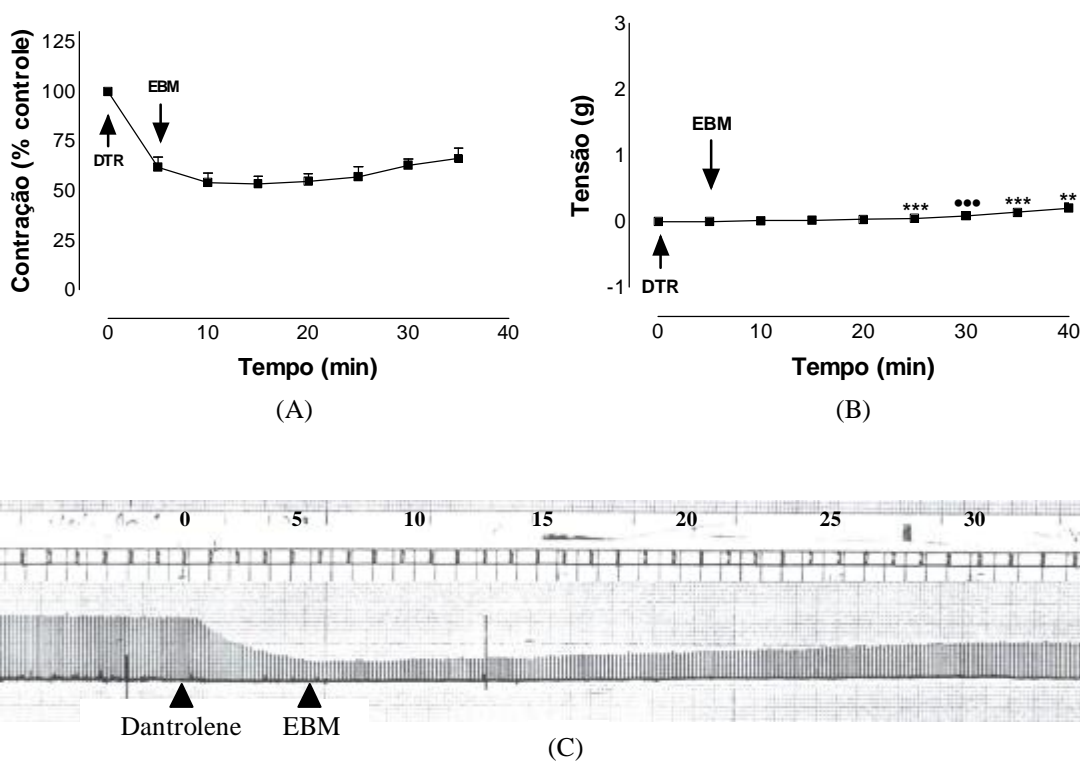 Contração (% controle)
125
100
75
50
25
0
EBM
DTR
0 10 20 30 40
Tempo (min)
(A)
Tensão (g)
3
2
1
0
-1
EBM
DTR
*** ••• *** **
0 10 20 30 40
Tempo (min)
(B)
0 5 10 15 20 25 30
Dantrolene EBM
(C)